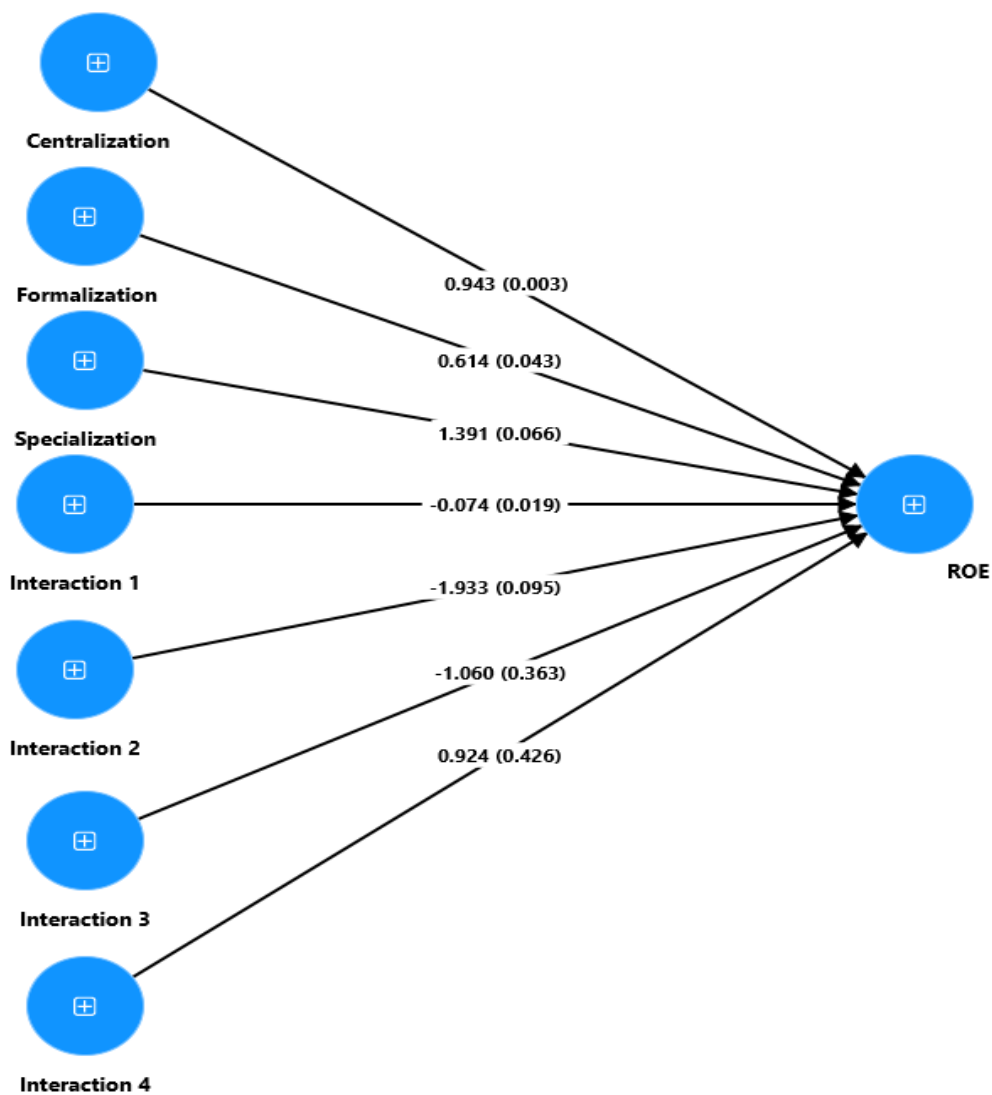 Centralization
Formalization
Specialization
Interaction 1
Interaction 2
Interaction 3
Interaction 4
0.943 (0.003)
0.614 (0.043)
1.391 (0.066)
-0.074 (0.019)
-1.933 (0.095)
-1.060 (0.363)
0.924 (0.426)
ROE